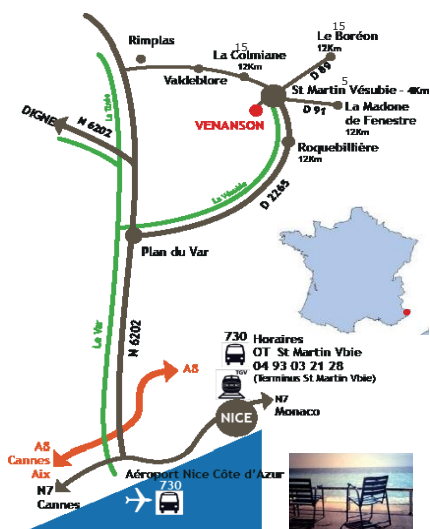 15
Le Boréon
12Km
Rimplas
15
La Colmiane
12Km
D 89
Valdeblore
5
St Martin Vésubie - 4Km
D 91
La Madone
de Fenestre
12Km
VENANSON
Roquebillière
12Km
DIGNE
N 6202
La Vésubie
D 2265
Plan du Var
Le Var
N 6202
730
Horaires
OT St Martin Vbie
04 93 03 21 28
(Terminus St Martin Vbie)
TGV
A8
NICE
N7
Monaco
A8
Cannes
Aix
N7
Cannes
Aéroport Nice Côte d'Azur
730